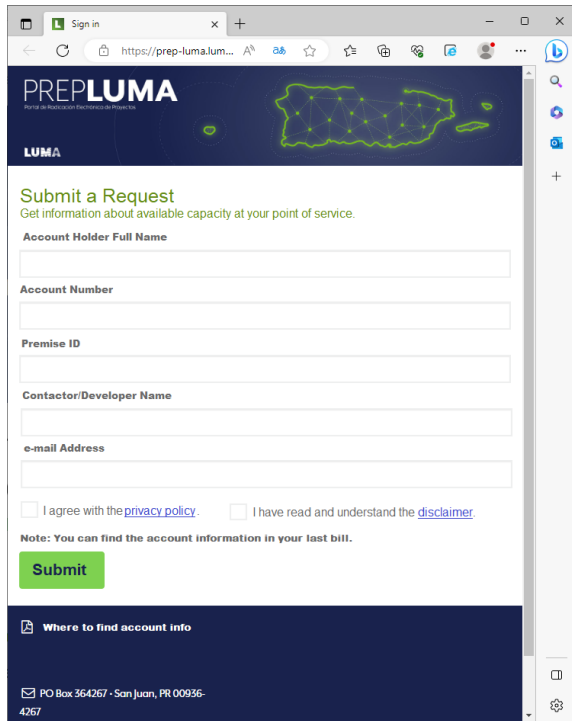 Sign in
https://prep-luma.lum...
PREPLUMA
Portal de Radicación Electrónica de Proyectos
LUMA
Submit a Request
Get information about available capacity at your point of service.
Account Holder Full Name
Account Number
Premise ID
Contactor/Developer Name
e-mail Address
I agree with the privacy policy. I have read and understand the disclaimer.
Note: You can find the account information in your last bill.
Submit
Where to find account info
PO Box 364267 • San Juan, PR 00936-
4267